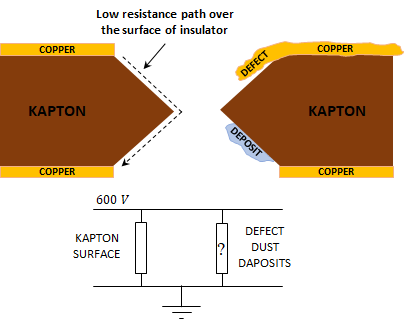 Low resistance path over
the surface of insulator
COPPER
COPPER
DEFECT
KAPTON
KAPTON
DEPOSIT
COPPER
COPPER
600 V
KAPTON
SURFACE
?
DEFECT
DUST
DAPOSITS